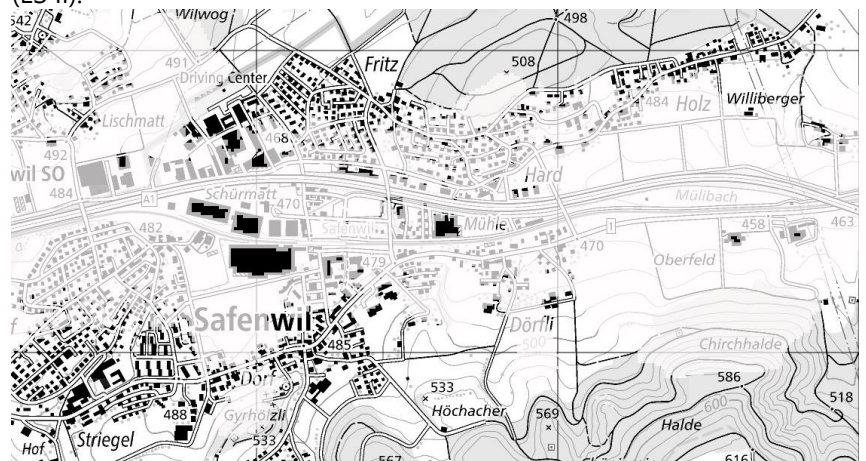 Wilwog
498
491
Driving Center
Fritz
508
Lischmatt
468
484
Holz
Williberger
492
wil SO
484
Schürmatt
Hard
A1
470
Mülibach
482
Safenwil
Mühle
1
458
463
470
479
Oberfeld
Safenwil
Dörfli
500
485
Chirchhalde
Dorf
533
586
518
Gyrhölzli
488
Höchacher
569
600
Striegel
533
Halde
Hof
567
616